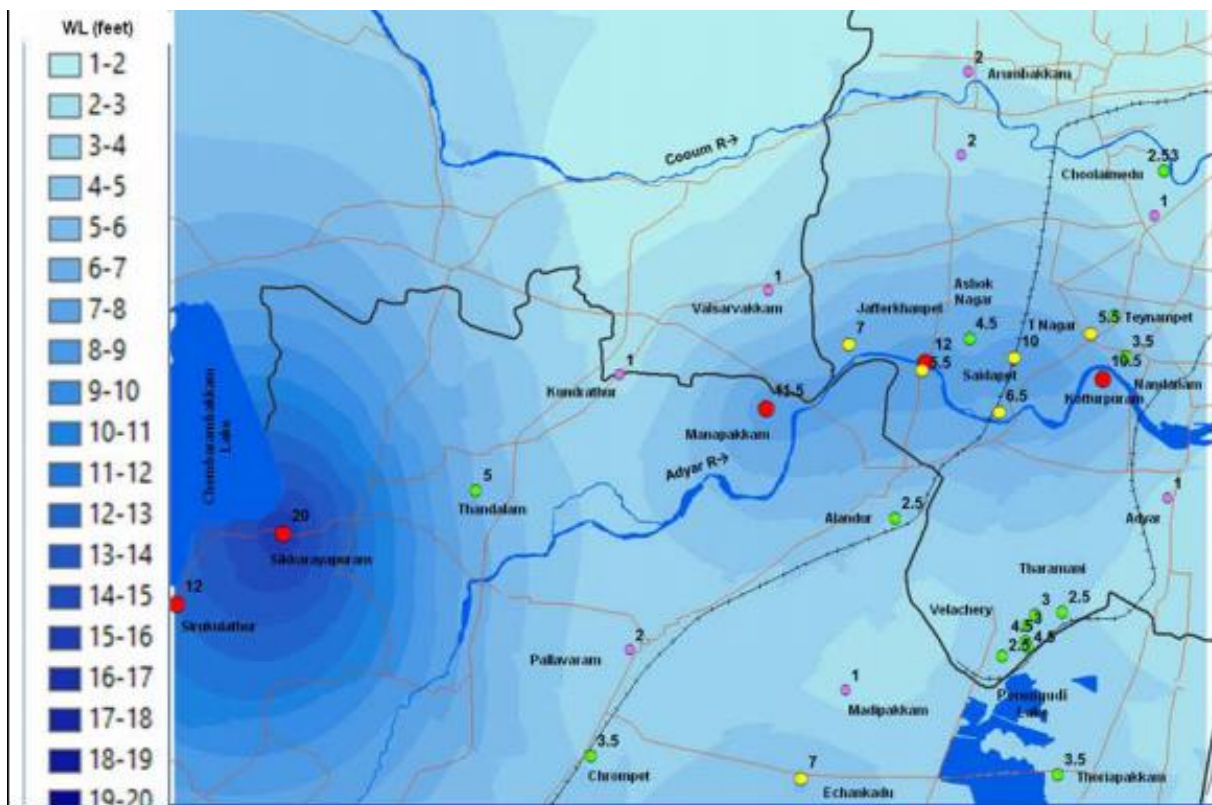 WL (feet)
1-2
2-3
3-4
4-5
5-6
6-7
7-8
8-9
9-10
10-11
11-12
12-13
13-14
14-15
15-16
16-17
17-18
18-19
19-20
2
Arumbakkam
Cooum R→
2
2.53
Choolaimedu
1
1
Valsarvakkam
Ashok
Nagar
Jafferkhanpet
7
4.5
T Nagar
5.5
Teynampet
12
10
3.5
5.5
Saidapet
10.5
Nandanam
Kotturpuram
1
Kundrathur
11.5
Manapakkam
6.5
Chembarambakkam
Lake
Adyar R→
5
Thandalam
2.5
Alandur
1
Adyar
20
Sikkarayapuram
12
Sirukulathur
Tharamani
Velachery
3
2.5
3
4.5
4.5
2.5
2
Pallavaram
1
Madipakkam
Perungudi
Lake
3.5
Chrompet
7
Echankadu
3.5
Thoriapakkam